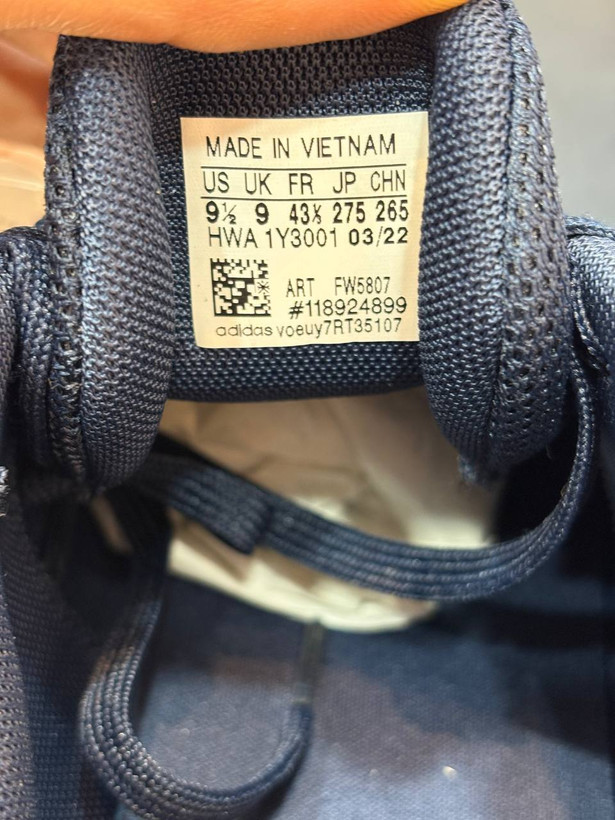 MADE IN VIETNAM
US UK FR JP CHN
9½ 9 43⅓ 275 265
HWA 1Y3001 03/22
ART FW5807
#118924899
adidas voeuy7RT35107